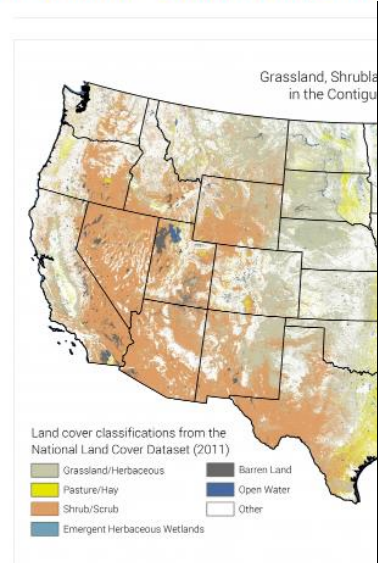 Grassland, Shrubla
in the Contigu
Land cover classifications from the
National Land Cover Dataset (2011)
Grassland/Herbaceous
Pasture/Hay
Shrub/Scrub
Emergent Herbaceous Wetlands
Barren Land
Open Water
Other